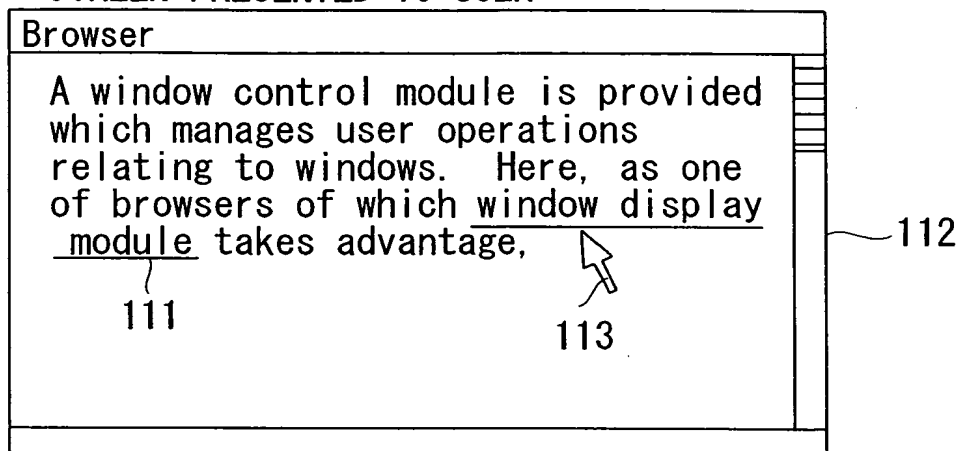 Browser
A window control module is provided
which manages user operations
relating to windows. Here, as one
of browsers of which window display
module takes advantage,
112
111
113